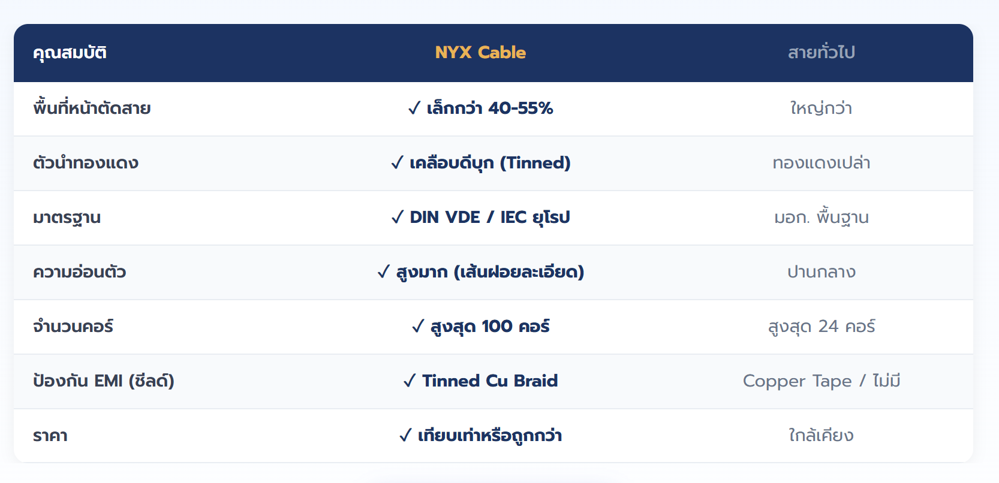 คุณสมบัติ NYX Cable สายทั่วไป
พื้นที่หน้าตัดสาย ✓ เล็กกว่า 40-55% ใหญ่กว่า
ตัวนำทองแดง ✓ เคลือบดีบุก (Tinned) ทองแดงเปล่า
มาตรฐาน ✓ DIN VDE / IEC ยุโรป มอก. พื้นฐาน
ความอ่อนตัว ✓ สูงมาก (เส้นฝอยละเอียด) ปานกลาง
จำนวนคอร์ ✓ สูงสุด 100 คอร์ สูงสุด 24 คอร์
ป้องกัน EMI (ชีลด์) ✓ Tinned Cu Braid Copper Tape / ไม่มี
ราคา ✓ เทียบเท่าหรือถูกกว่า ใกล้เคียง